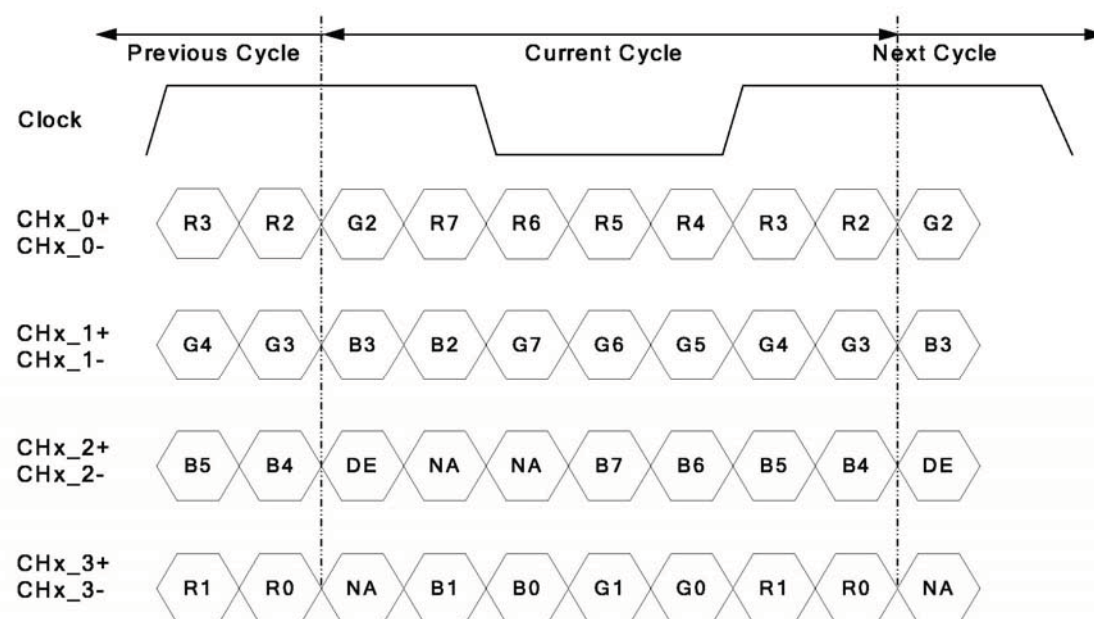 Previous Cycle Current Cycle Next Cycle
Clock
CHx_0+
CHx_0-
R3 R2 G2 R7 R6 R5 R4 R3 R2 G2
CHx_1+
CHx_1-
G4 G3 B3 B2 G7 G6 G5 G4 G3 B3
CHx_2+
CHx_2-
B5 B4 DE NA NA B7 B6 B5 B4 DE
CHx_3+
CHx_3-
R1 R0 NA B1 B0 G1 G0 R1 R0 NA